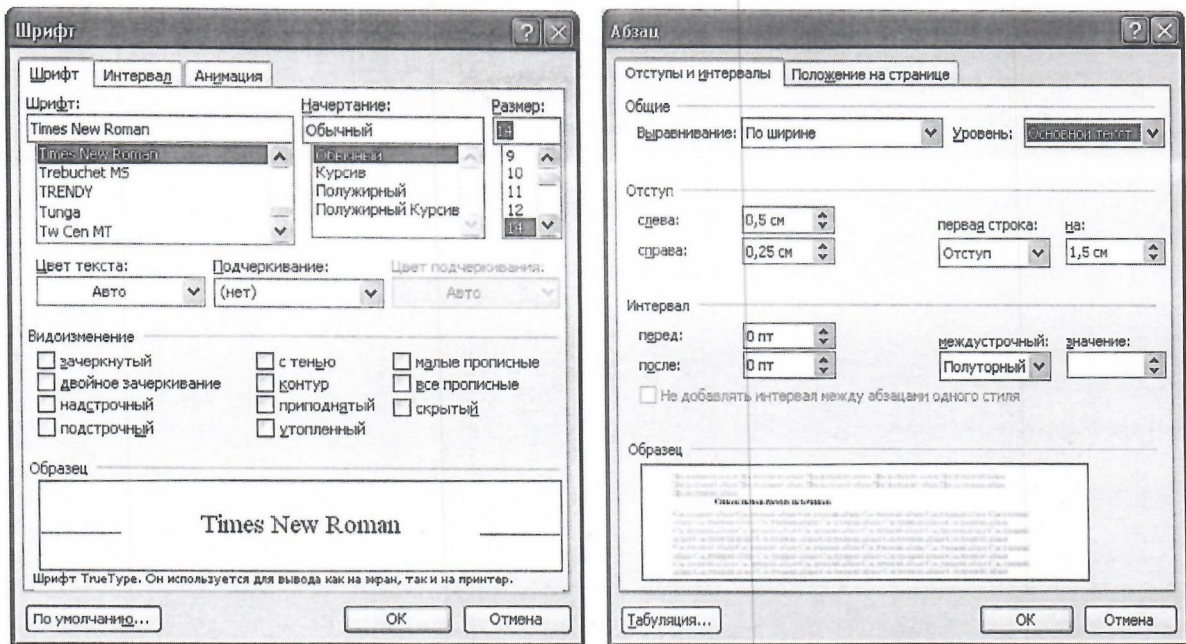 Шрифт
Шрифт Интервал Анимация
Шрифт: Начертание: Размер:
Times New Roman Обычный 14
Times New Roman Обычный 9
Trebuchet MS Курсив 10
TRENDY Полужирный 11
Tunga Полужирный Курсив 12
Tw Cen MT 14
Цвет текста: Подчеркивание: Цвет подчеркивания:
Авто (нет) Авто
Видоизменение
зачеркнутый с тенью малые прописные
двойное зачеркивание контур все прописные
надстрочный приподнятый скрытый
подстрочный утопленный
Образец
Times New Roman
Шрифт TrueType. Он используется для вывода как на экран, так и на принтер.
По умолчанию... ОК Отмена
Абзац
Отступы и интервалы Положение на странице
Общие
Выравнивание: По ширине Уровень: Основной текст
Отступ
слева: 0,5 см первая строка: на:
справа: 0,25 см Отступ 1,5 см
Интервал
перед: 0 пт междустрочный: значение:
после: 0 пт Полуторный
Не добавлять интервал между абзацами одного стиля
Образец
Табуляция... ОК Отмена